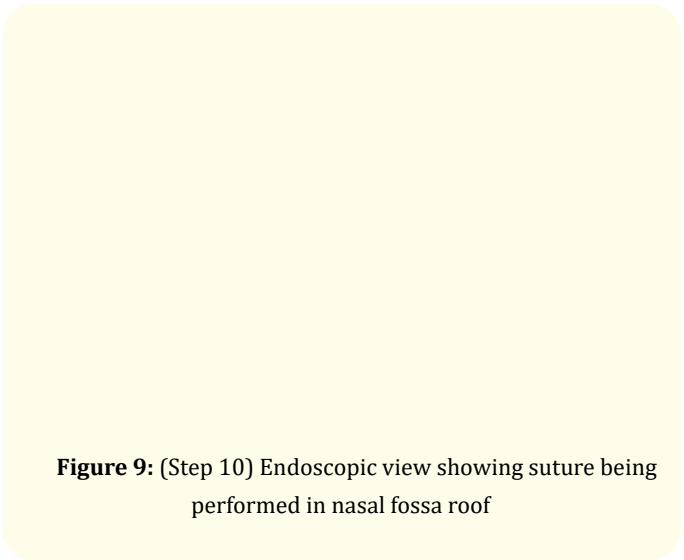 Figure 9: (Step 10) Endoscopic view showing suture being
performed in nasal fossa roof